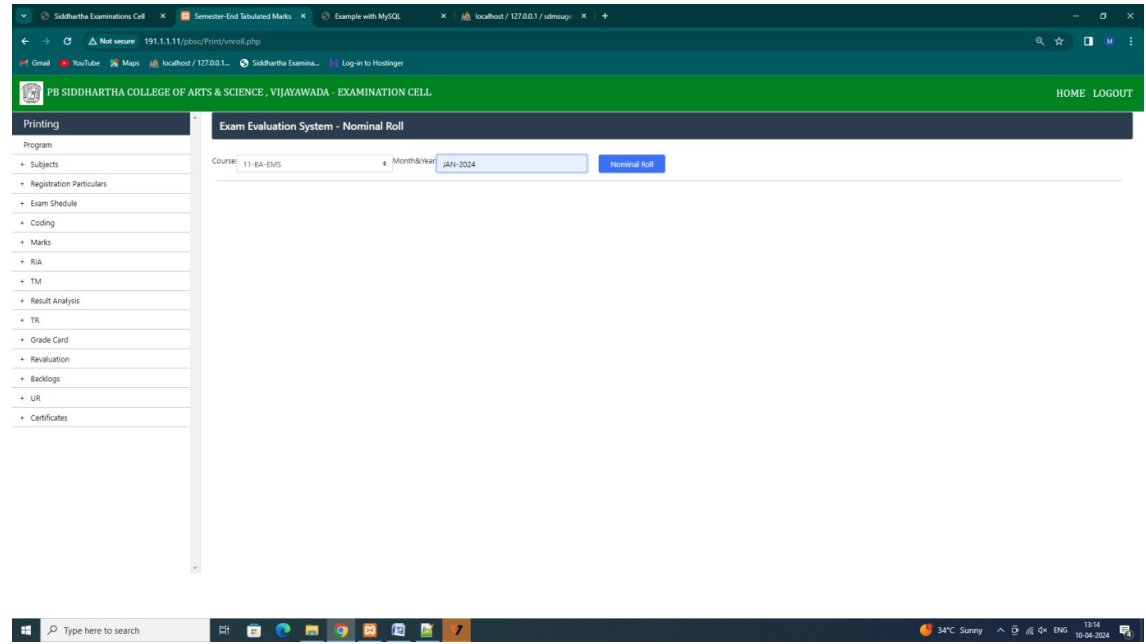 Siddhartha Examinations Cell
Semester-End Tabulated Marks
Example with MySQL
localhost / 127.0.0.1 / sdmsug
Not secure 191.1.1.11/pbsc/Print/vnroll.php
M
Gmail YouTube Maps localhost / 127.0.0.1... Siddhartha Examina... Log-in to Hostinger
PB SIDDHARTHA COLLEGE OF ARTS & SCIENCE , VIJAYAWADA - EXAMINATION CELL
HOME LOGOUT
Printing
Program
+ Subjects
+ Registration Particulars
+ Exam Shedule
+ Coding
+ Marks
+ RIA
+ TM
+ Result Analysis
+ TR
+ Grade Card
+ Revaluation
+ Backlogs
+ UR
+ Certificates
Exam Evaluation System - Nominal Roll
Course: 11-BA-EMS Month&Year: JAN-2024 Nominal Roll
Type here to search
34°C Sunny ENG 13:14
10-04-2024